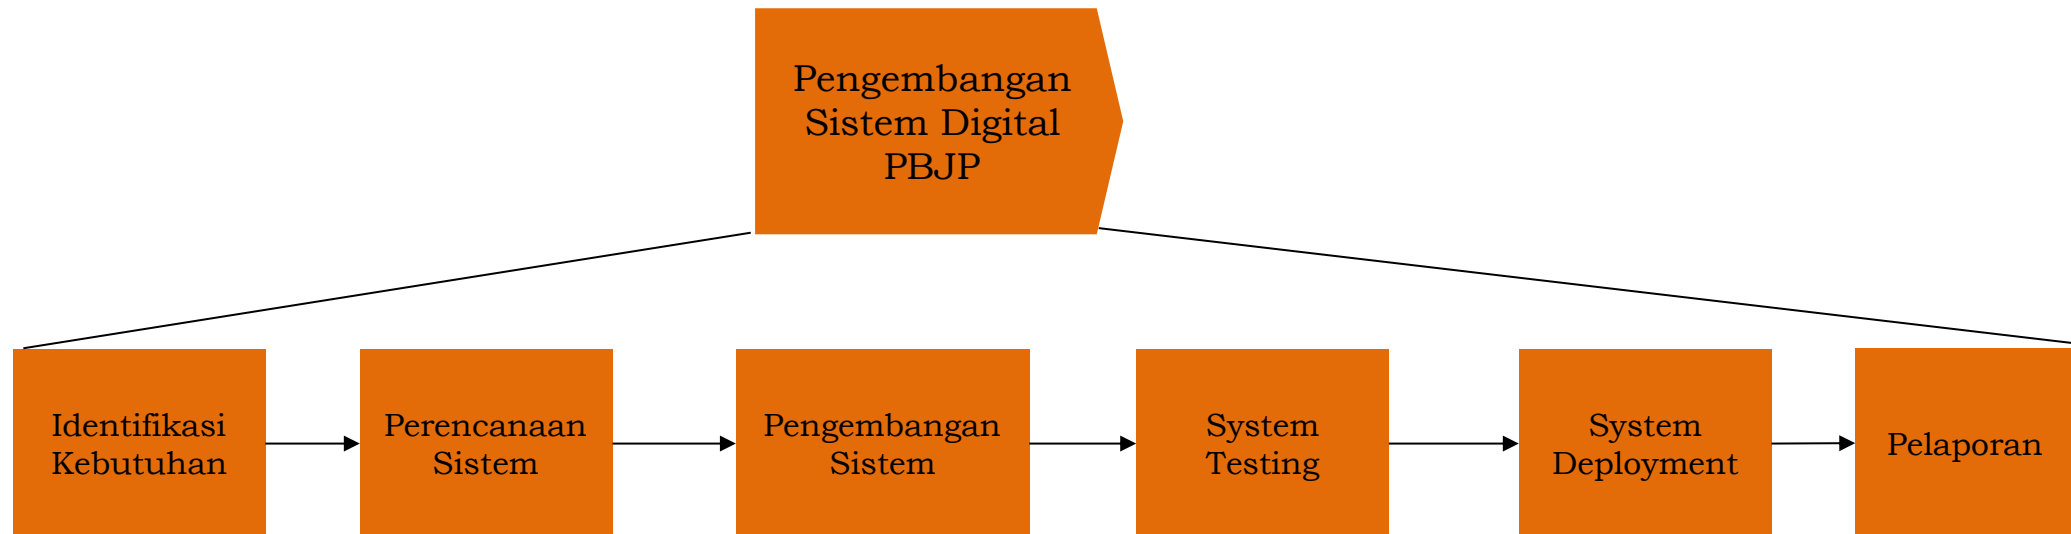 Pengembangan
Sistem Digital
PBJP
Identifikasi
Kebutuhan
Perencanaan
Sistem
Pengembangan
Sistem
System
Testing
System
Deployment
Pelaporan